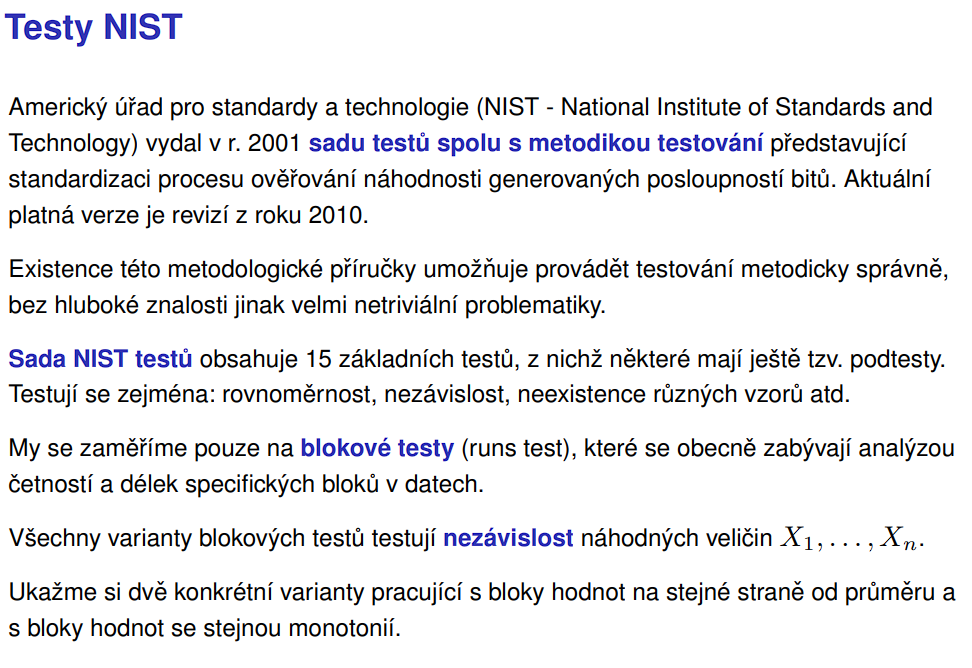 Testy NIST
Americký úřad pro standardy a technologie (NIST - National Institute of Standards and
Technology) vydal v r. 2001 sadu testů spolu s metodikou testování představující
standardizaci procesu ověřování náhodnosti generovaných posloupností bitů. Aktuální
platná verze je revizí z roku 2010.
Existence této metodologické příručky umožňuje provádět testování metodicky správně,
bez hluboké znalosti jinak velmi netriviální problematiky.
Sada NIST testů obsahuje 15 základních testů, z nichž některé mají ještě tzv. podtesty.
Testují se zejména: rovnoměrnost, nezávislost, neexistence různých vzorů atd.
My se zaměříme pouze na blokové testy (runs test), které se obecně zabývají analýzou
četností a délek specifických bloků v datech.
Všechny varianty blokových testů testují nezávislost náhodných veličin X₁, . . . , Xₙ.
Ukažme si dvě konkrétní varianty pracující s bloky hodnot na stejné straně od průměru a
s bloky hodnot se stejnou monotonií.